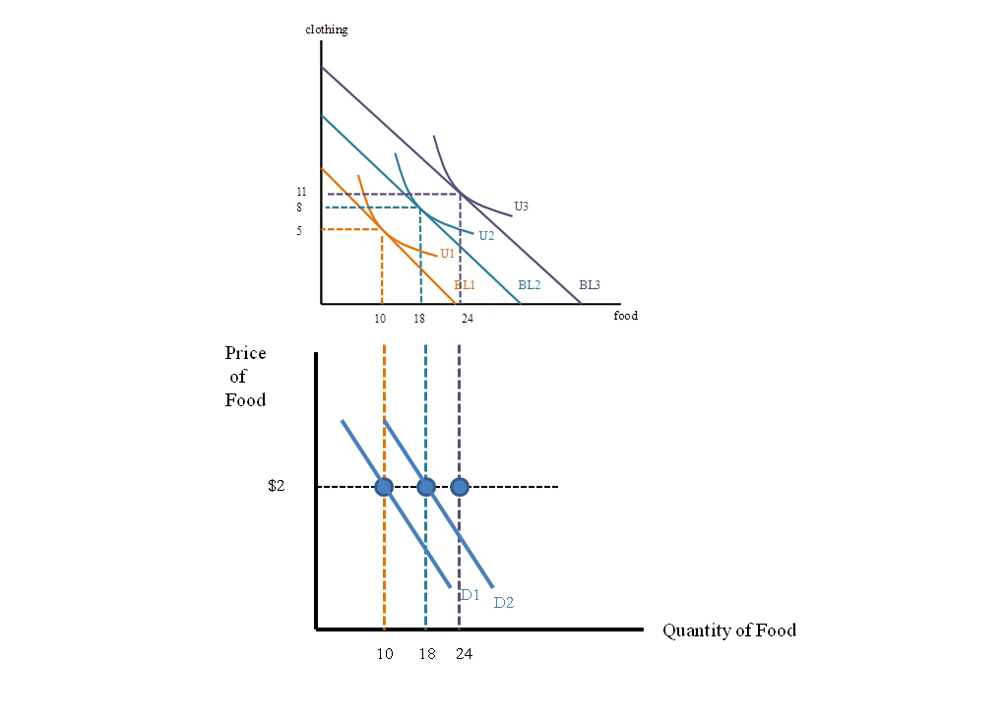 clothing
11
8
5
U3
U2
U1
BL1
BL2
BL3
10
18
24
food
Price
of
Food
$2
D1
D2
Quantity of Food
10
18
24